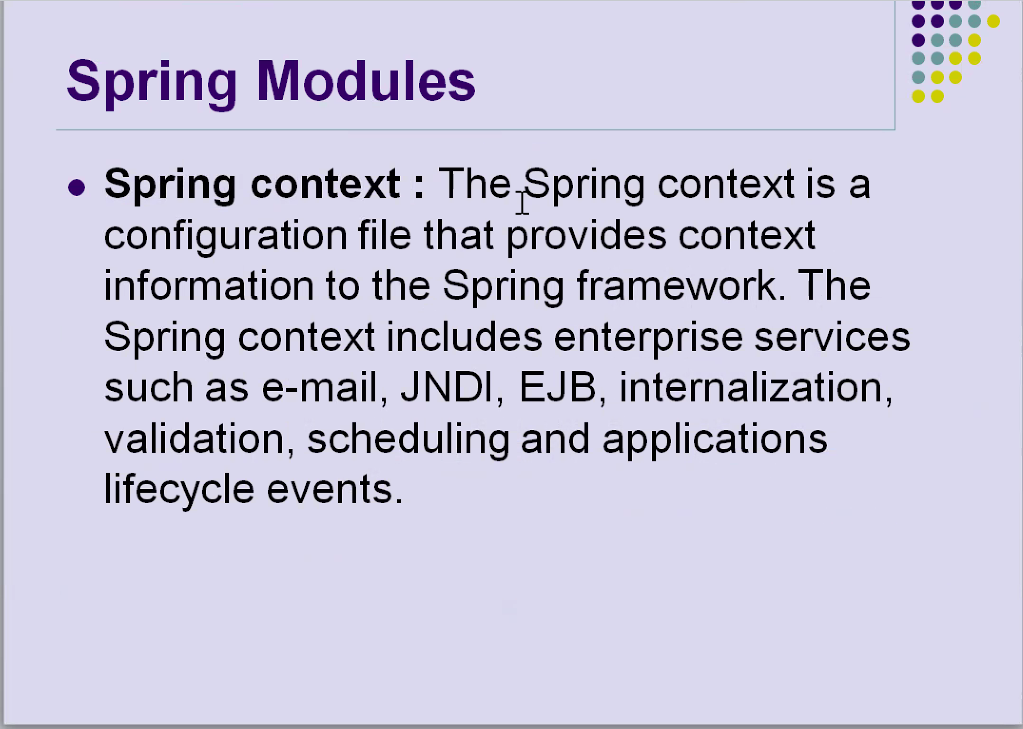 Spring Modules
Spring context : The Spring context is a
configuration file that provides context
information to the Spring framework. The
Spring context includes enterprise services
such as e-mail, JNDI, EJB, internalization,
validation, scheduling and applications
lifecycle events.